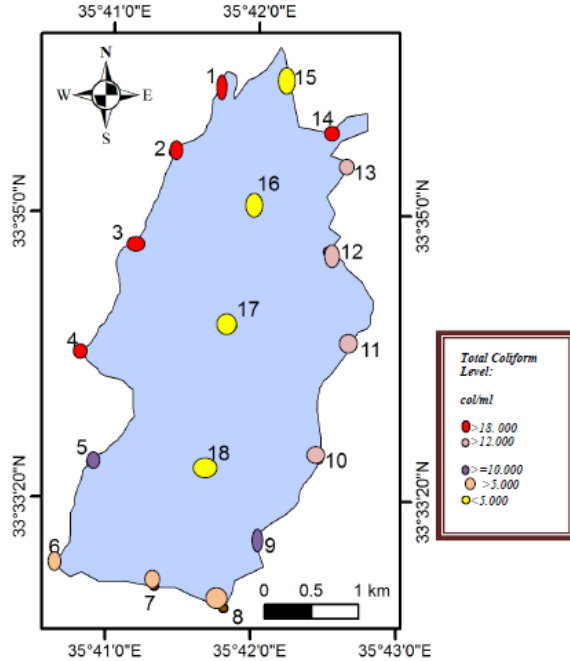 35°41'0"E 35°42'0"E
N
W E
S
1
15
14
2
13
16
33°35'0"N
33°35'0"N
3
12
17
11
4
Total Coliform
Level:
col/ml
>18. 000
>12.000
>=10.000
>5.000
<5.000
5
18
10
33°33'20"N
33°33'20"N
9
6
7
8
0 0.5 1 km
35°41'0"E 35°42'0"E 35°43'0"E